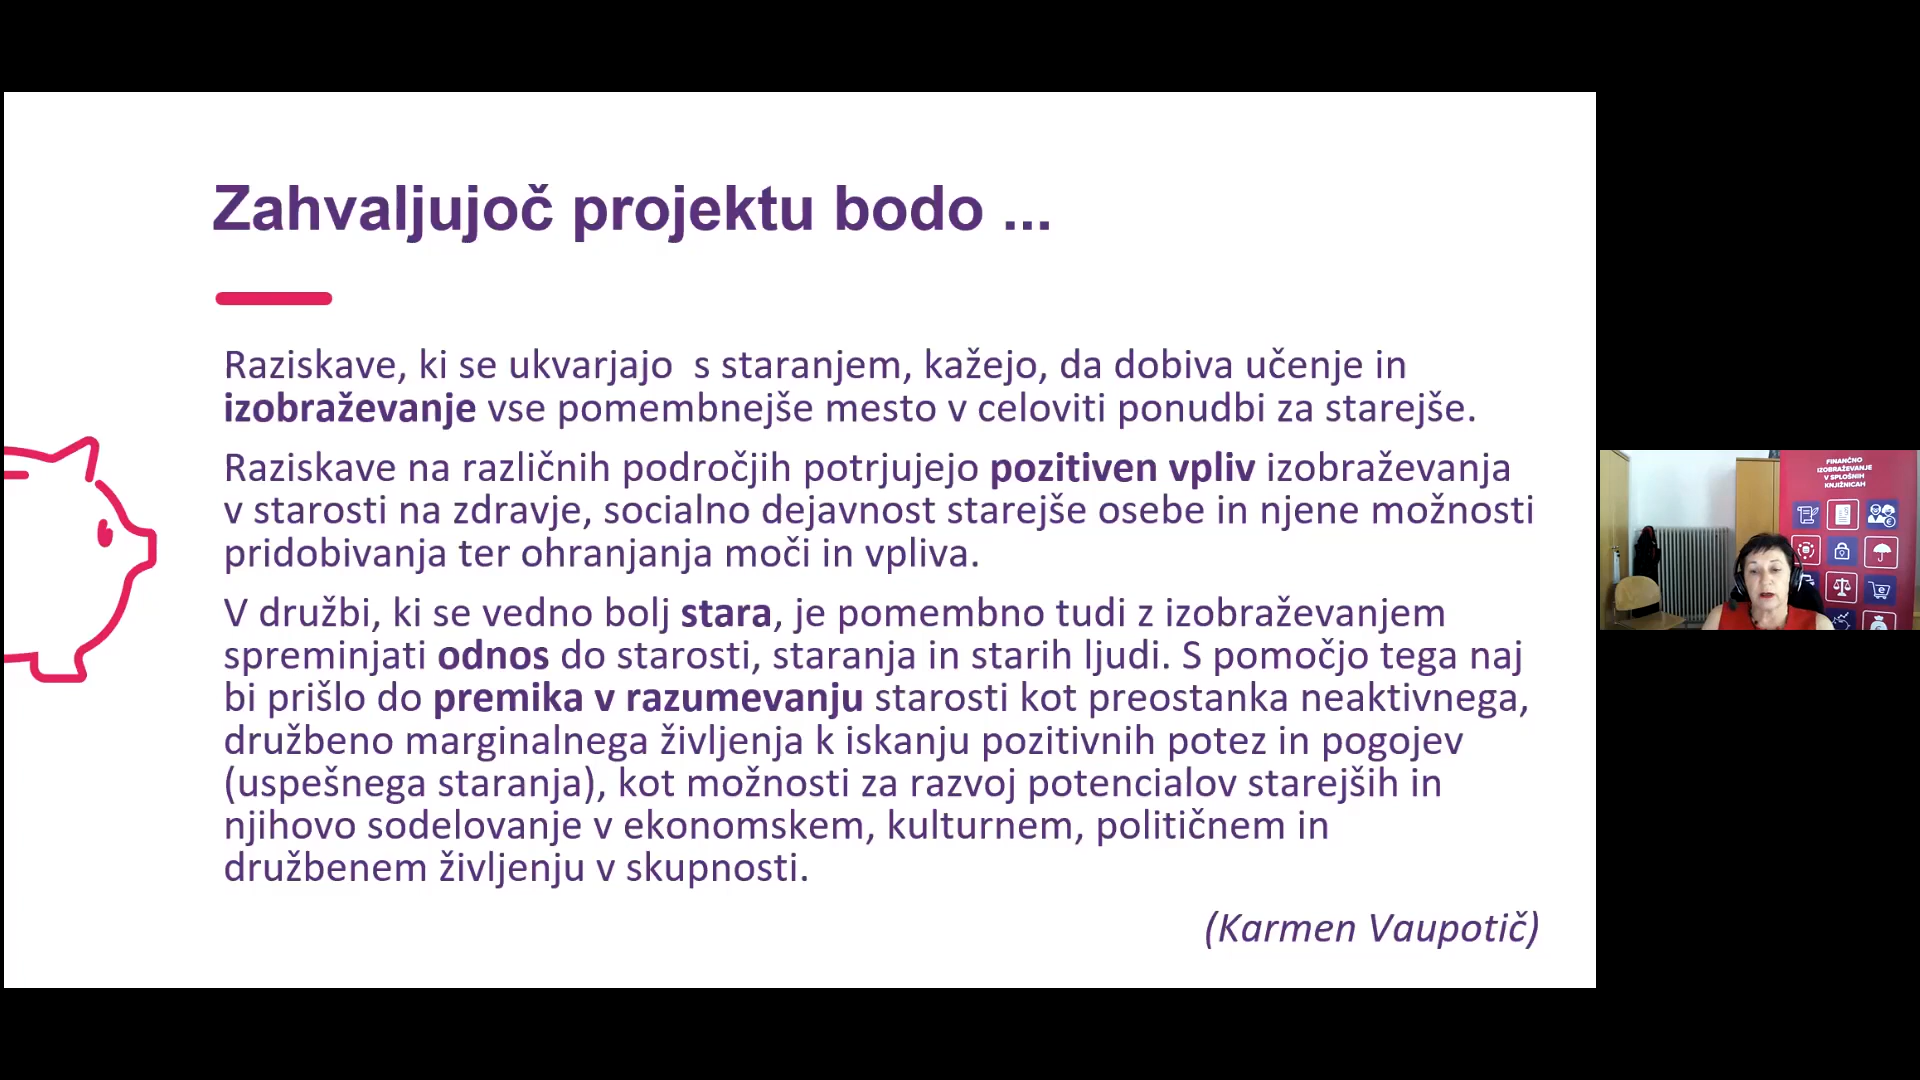 Zahvaljujoč projektu bodo ...
Raziskave, ki se ukvarjajo  s staranjem, kažejo, da dobiva učenje in
izobraževanje vse pomembnejše mesto v celoviti ponudbi za starejše.
Raziskave na različnih področjih potrjujejo pozitiven vpliv izobraževanja
v starosti na zdravje, socialno dejavnost starejše osebe in njene možnosti
pridobivanja ter ohranjanja moči in vpliva.
V družbi, ki se vedno bolj stara, je pomembno tudi z izobraževanjem
spreminjati odnos do starosti, staranja in starih ljudi. S pomočjo tega naj
bi prišlo do premika v razumevanju starosti kot preostanka neaktivnega,
družbeno marginalnega življenja k iskanju pozitivnih potez in pogojev
(uspešnega staranja), kot možnosti za razvoj potencialov starejših in
njihovo sodelovanje v ekonomskem, kulturnem, političnem in
družbenem življenju v skupnosti.
(Karmen Vaupotič)
FINANČNO
IZOBRAŽEVANJE
V SPLOŠNIH
KNJIŽNICAH